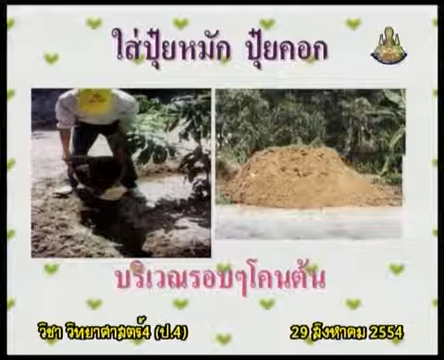 ใส่ปุ๋ยหมัก ปุ๋ยคอก
บริเวณรอบๆโคนต้น
วิชา วิทยาศาสตร์4 (ป.4)
29 สิงหาคม 2554